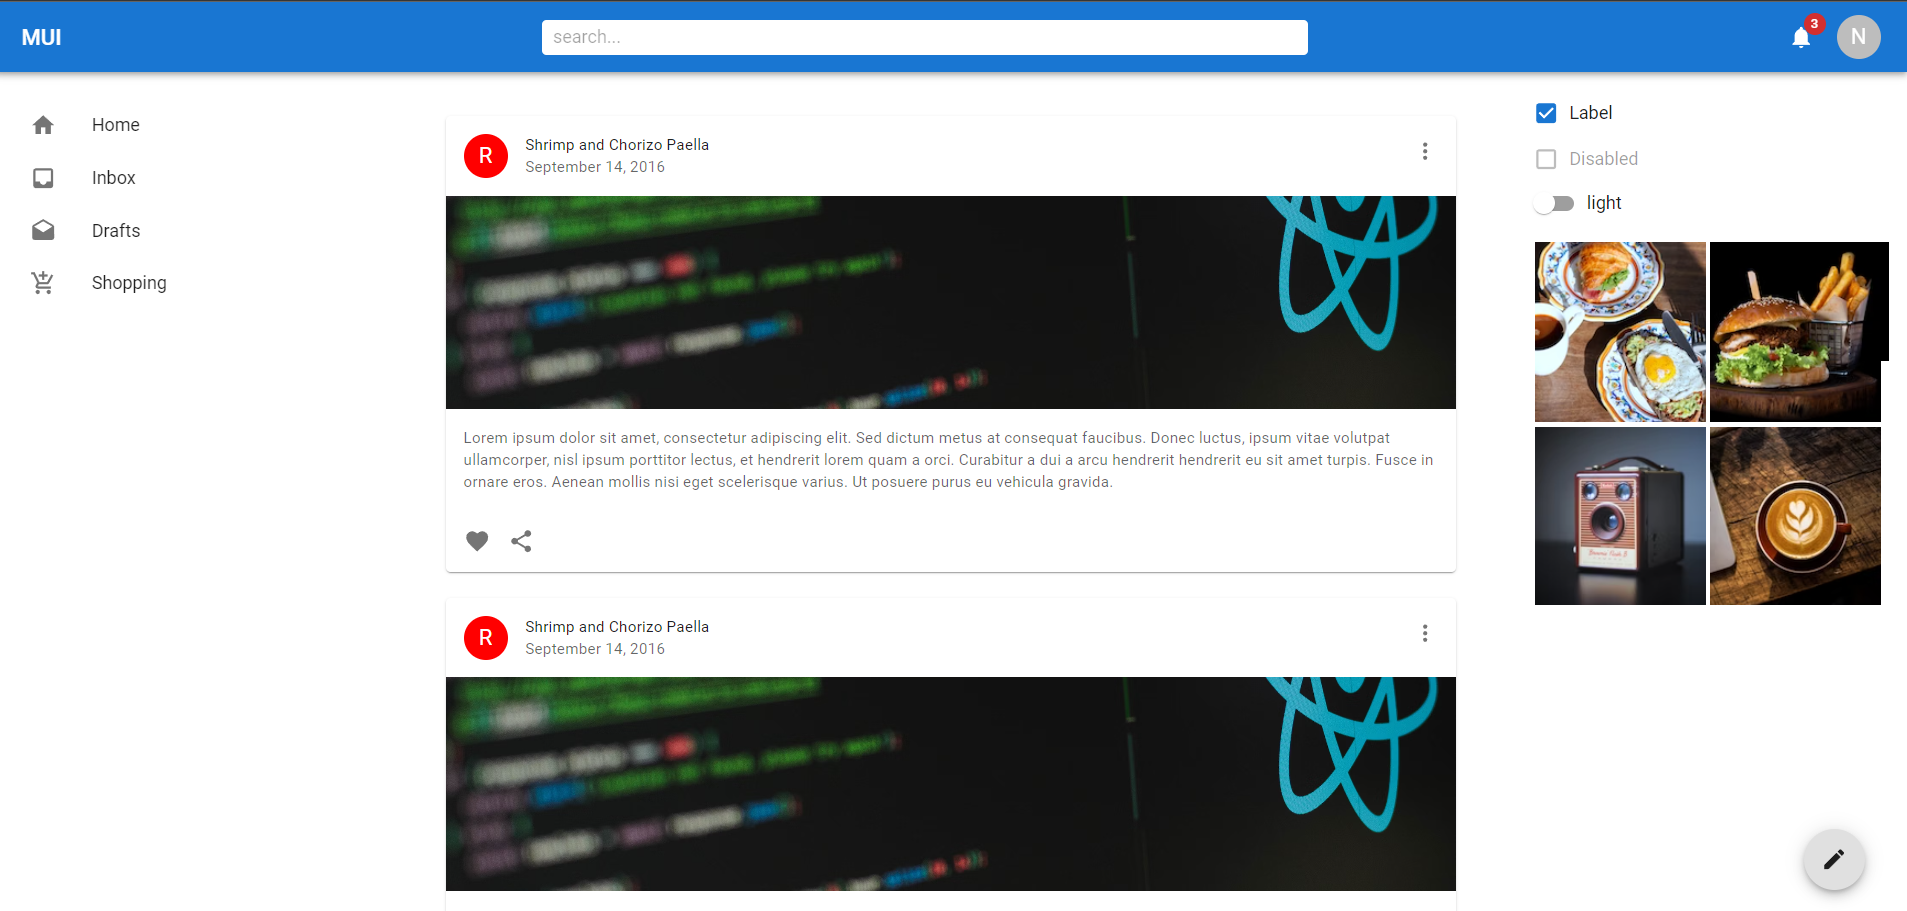 MUI
search...
3
N
Home
Inbox
Drafts
Shopping
R
Shrimp and Chorizo Paella
September 14, 2016
Lorem ipsum dolor sit amet, consectetur adipiscing elit. Sed dictum metus at consequat faucibus. Donec luctus, ipsum vitae volutpat
ullamcorper, nisl ipsum porttitor lectus, et hendrerit lorem quam a orci. Curabitur a dui a arcu hendrerit hendrerit eu sit amet turpis. Fusce in
ornare eros. Aenean mollis nisi eget scelerisque varius. Ut posuere purus eu vehicula gravida.
R
Shrimp and Chorizo Paella
September 14, 2016
Label
Disabled
light